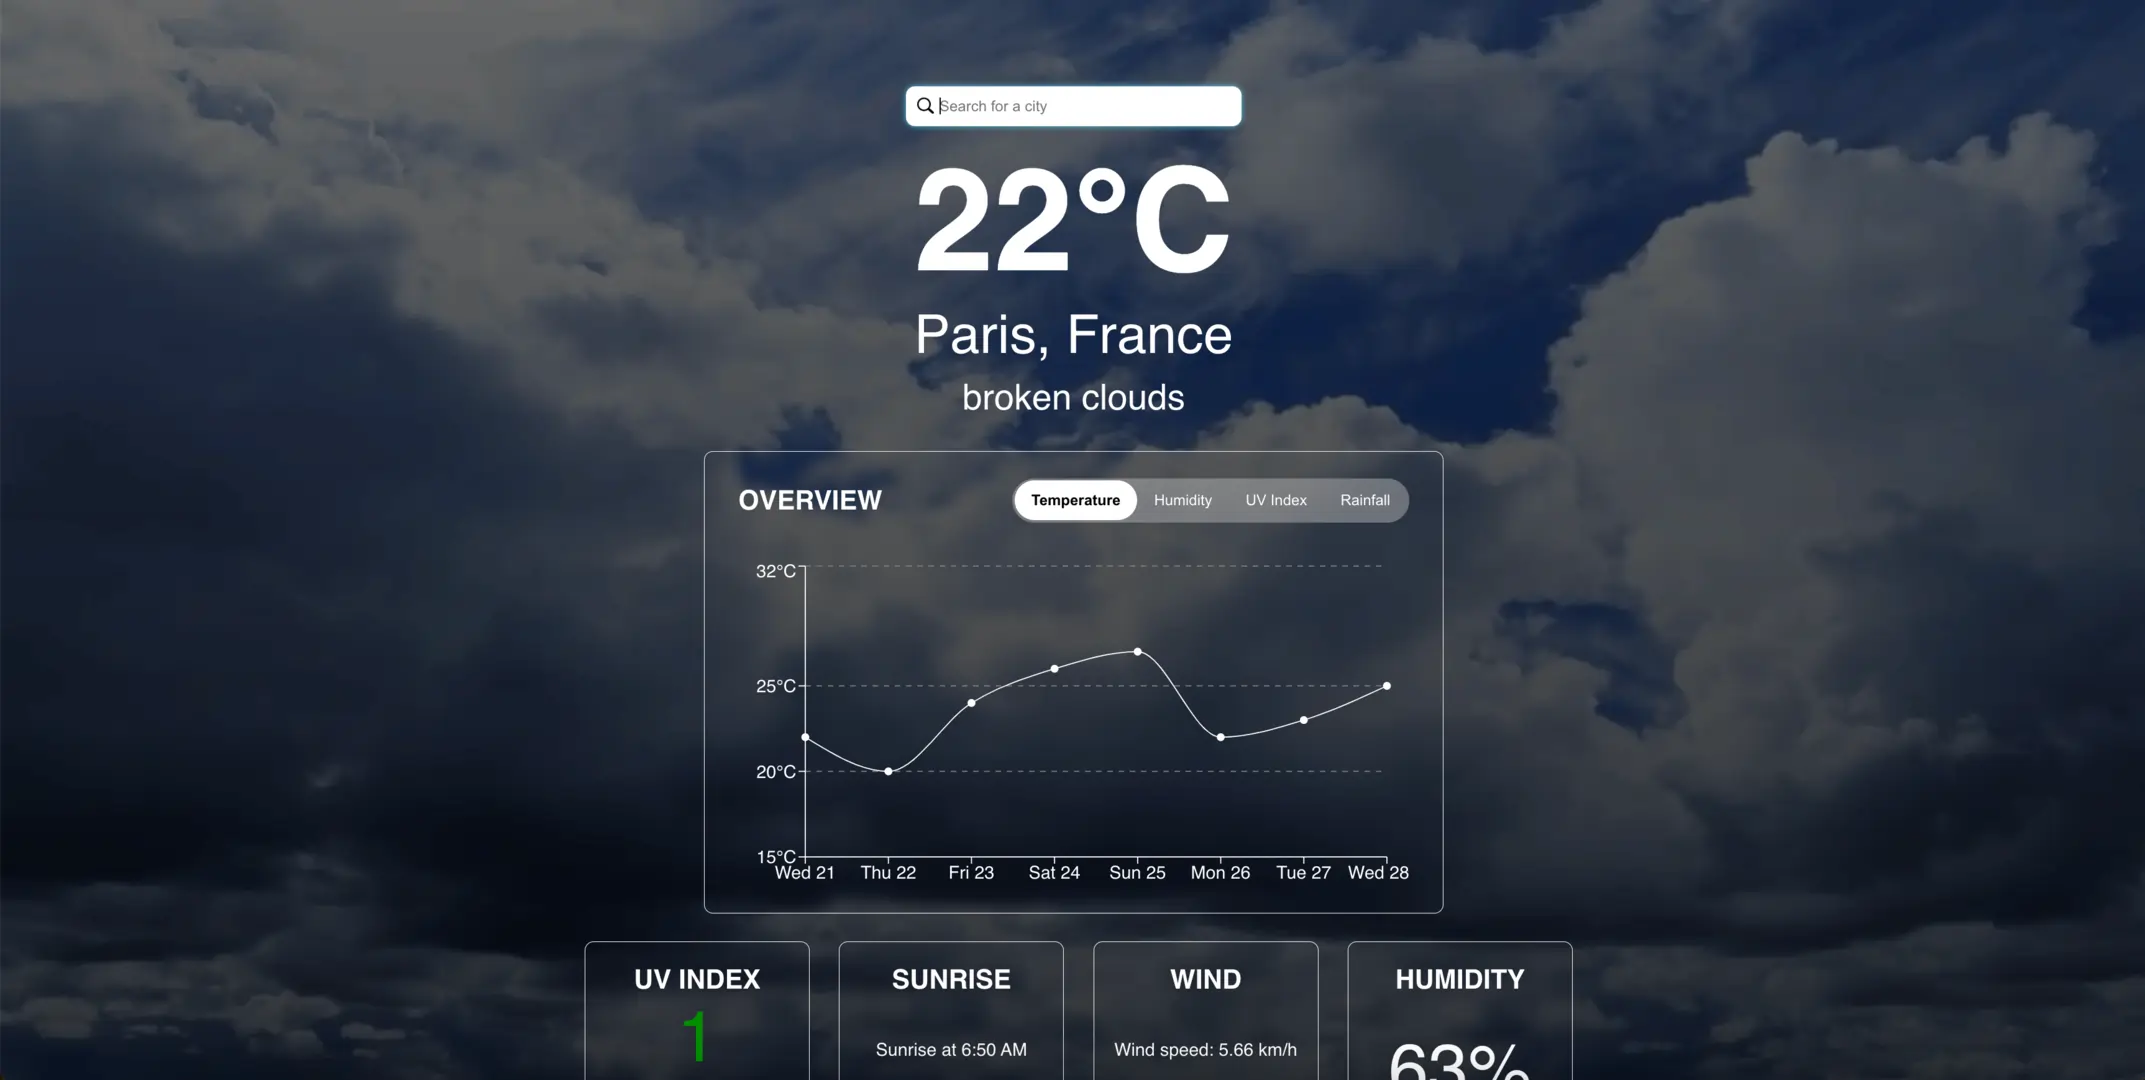 Search for a city
22°C
Paris, France
broken clouds
OVERVIEW
Temperature Humidity UV Index Rainfall
32°C
25°C
20°C
15°C
Wed 21 Thu 22 Fri 23 Sat 24 Sun 25 Mon 26 Tue 27 Wed 28
UV INDEX SUNRISE WIND HUMIDITY
1
Sunrise at 6:50 AM
Wind speed: 5.66 km/h
63%